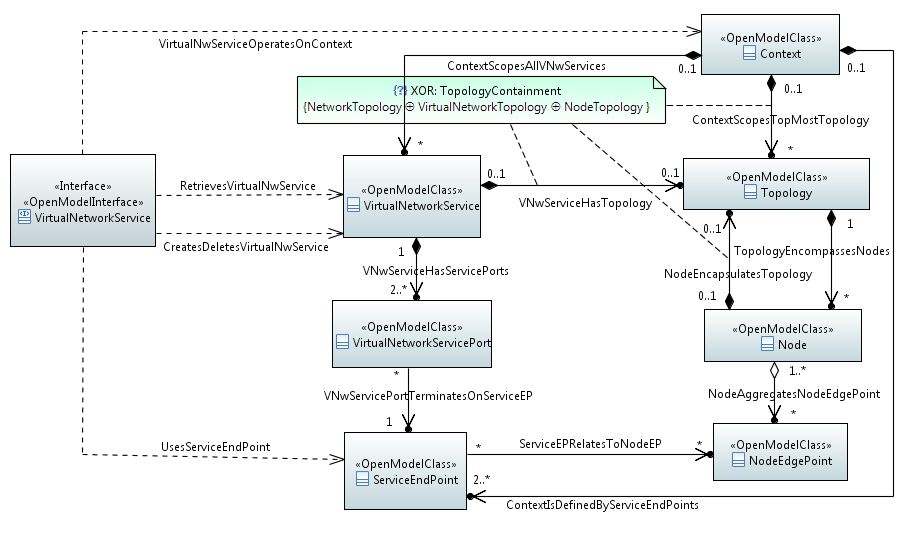 VirtualNwServiceOperatesOnContext
«OpenModelClass»
Context
0..1
0..1
0..1
ContextScopesAllVNwServices
{?} XOR: TopologyContainment
{NetworkTopology ⊕ VirtualNetworkTopology ⊕ NodeTopology }
ContextScopesTopMostTopology
*
*
«Interface»
«OpenModelInterface»
VirtualNetworkService
RetrievesVirtualNwService
CreatesDeletesVirtualNwService
«OpenModelClass»
VirtualNetworkService
0..1
0..1
VNwServiceHasTopology
«OpenModelClass»
Topology
0..1
1
TopologyEncompassesNodes
NodeEncapsulatesTopology
0..1
*
1
VNwServiceHasServicePorts
2..*
«OpenModelClass»
VirtualNetworkServicePort
«OpenModelClass»
Node
*
VNwServicePortTerminatesOnServiceEP
1
1..*
NodeAggregatesNodeEdgePoint
*
UsesServiceEndPoint
«OpenModelClass»
ServiceEndPoint
*
ServiceEPRelatesToNodeEP
*
«OpenModelClass»
NodeEdgePoint
2..*
ContextIsDefinedByServiceEndPoints